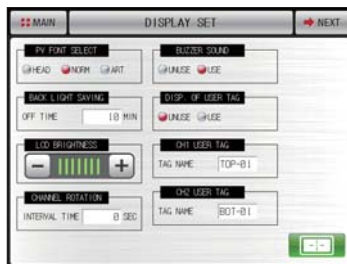 MAIN
DISPLAY SET
NEXT
PV FONT SELECT
HEAD NORM ART
BUZZER SOUND
UNUSE USE
BACK LIGHT SAVING
OFF TIME 10 MIN
DISP. OF USER TAG
UNUSE USE
LCD BRIGHTNESS
CH1 USER TAG
TAG NAME TOP-01
CHANNEL ROTATION
INTERVAL TIME 0 SEC
CH2 USER TAG
TAG NAME BOT-01